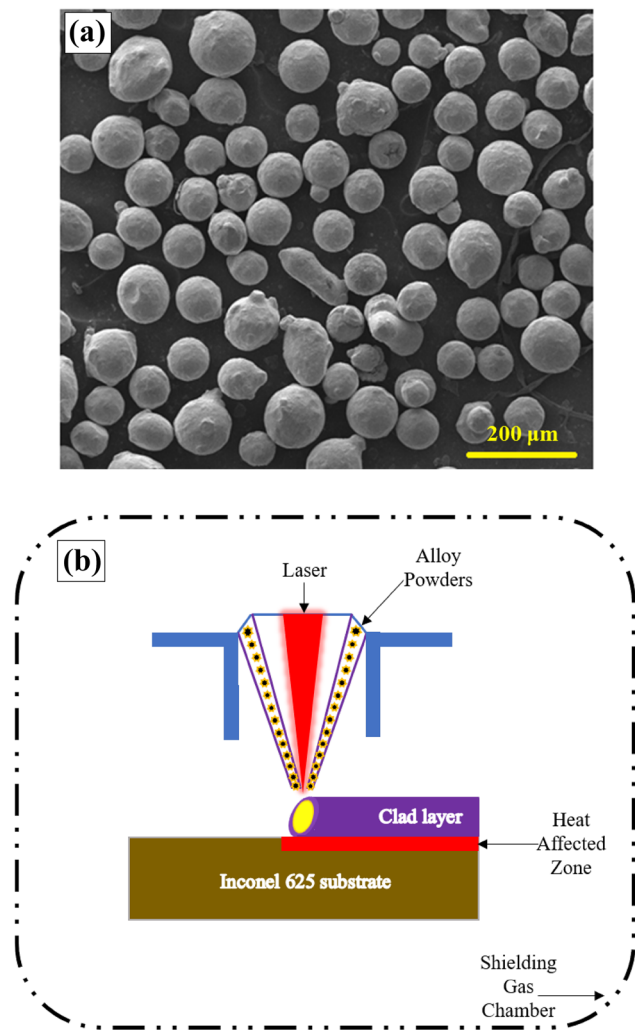 (a)
200 µm
(b)
Laser
Alloy
Powders
Clad layer
Heat
Affected
Zone
Inconel 625 substrate
Shielding
Gas
Chamber